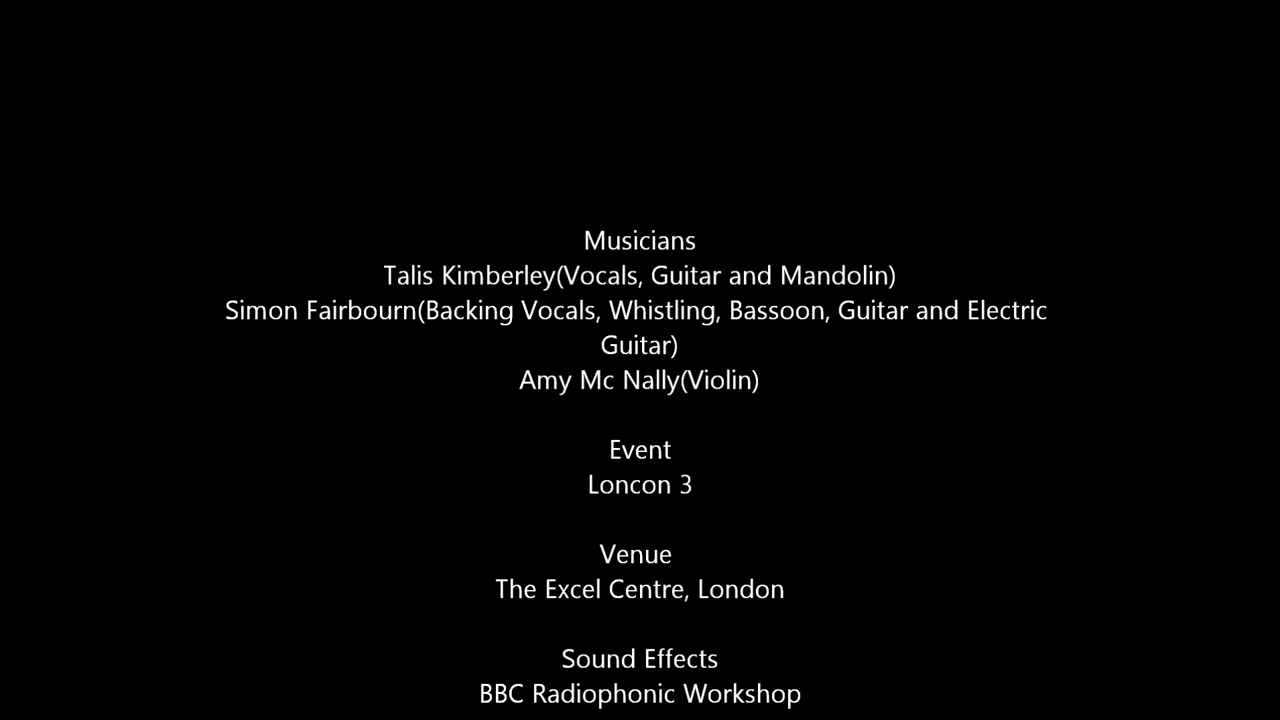 Musicians
Talis Kimberley(Vocals, Guitar and Mandolin)
Simon Fairbourn(Backing Vocals, Whistling, Bassoon, Guitar and Electric
Guitar)
Amy Mc Nally(Violin)
Event
Loncon 3
Venue
The Excel Centre, London
Sound Effects
BBC Radiophonic Workshop